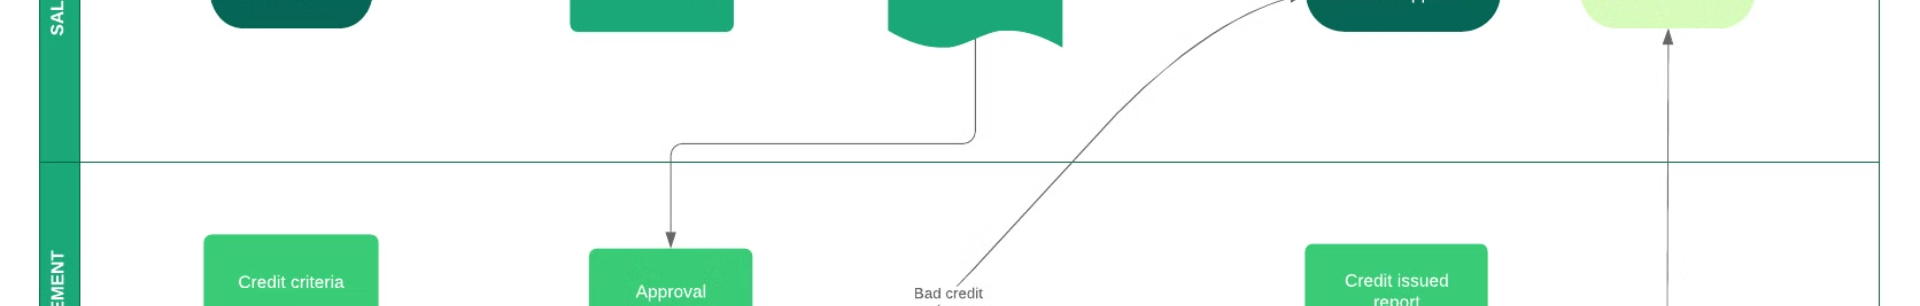 SAL
EMENT
Credit criteria
Approval
Bad credit
Credit issued
report